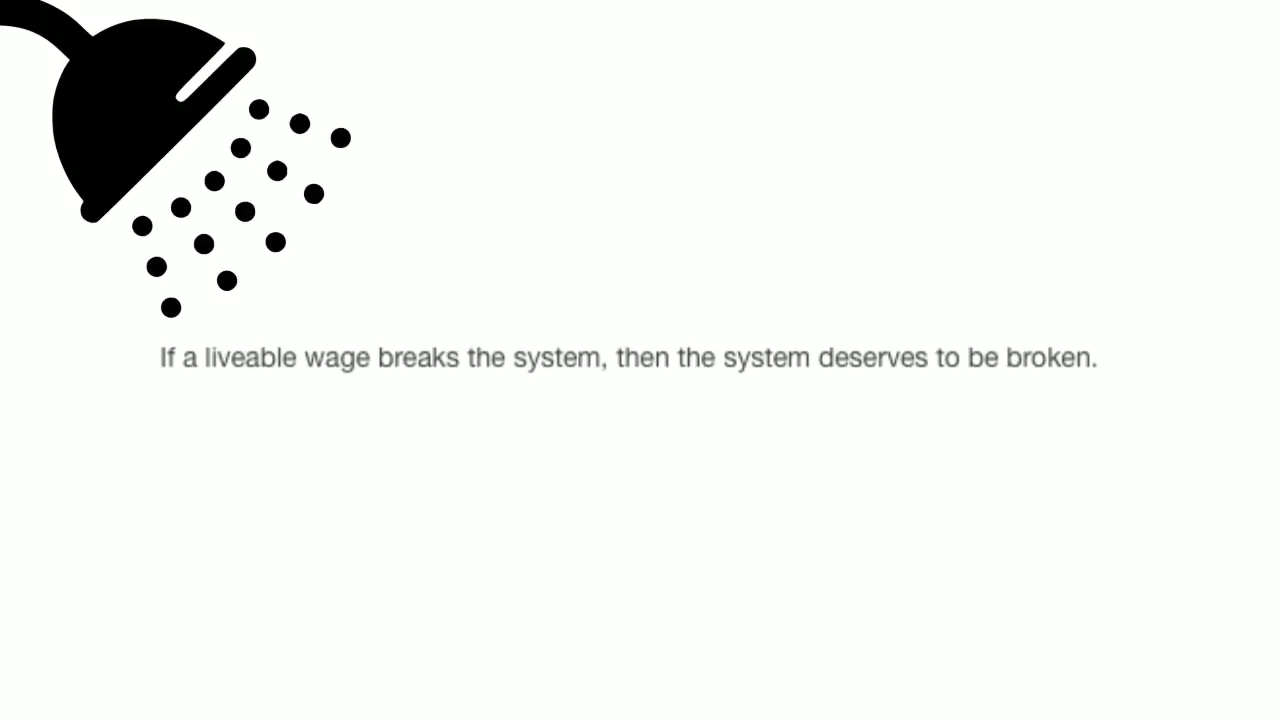 If a liveable wage breaks the system, then the system deserves to be broken.